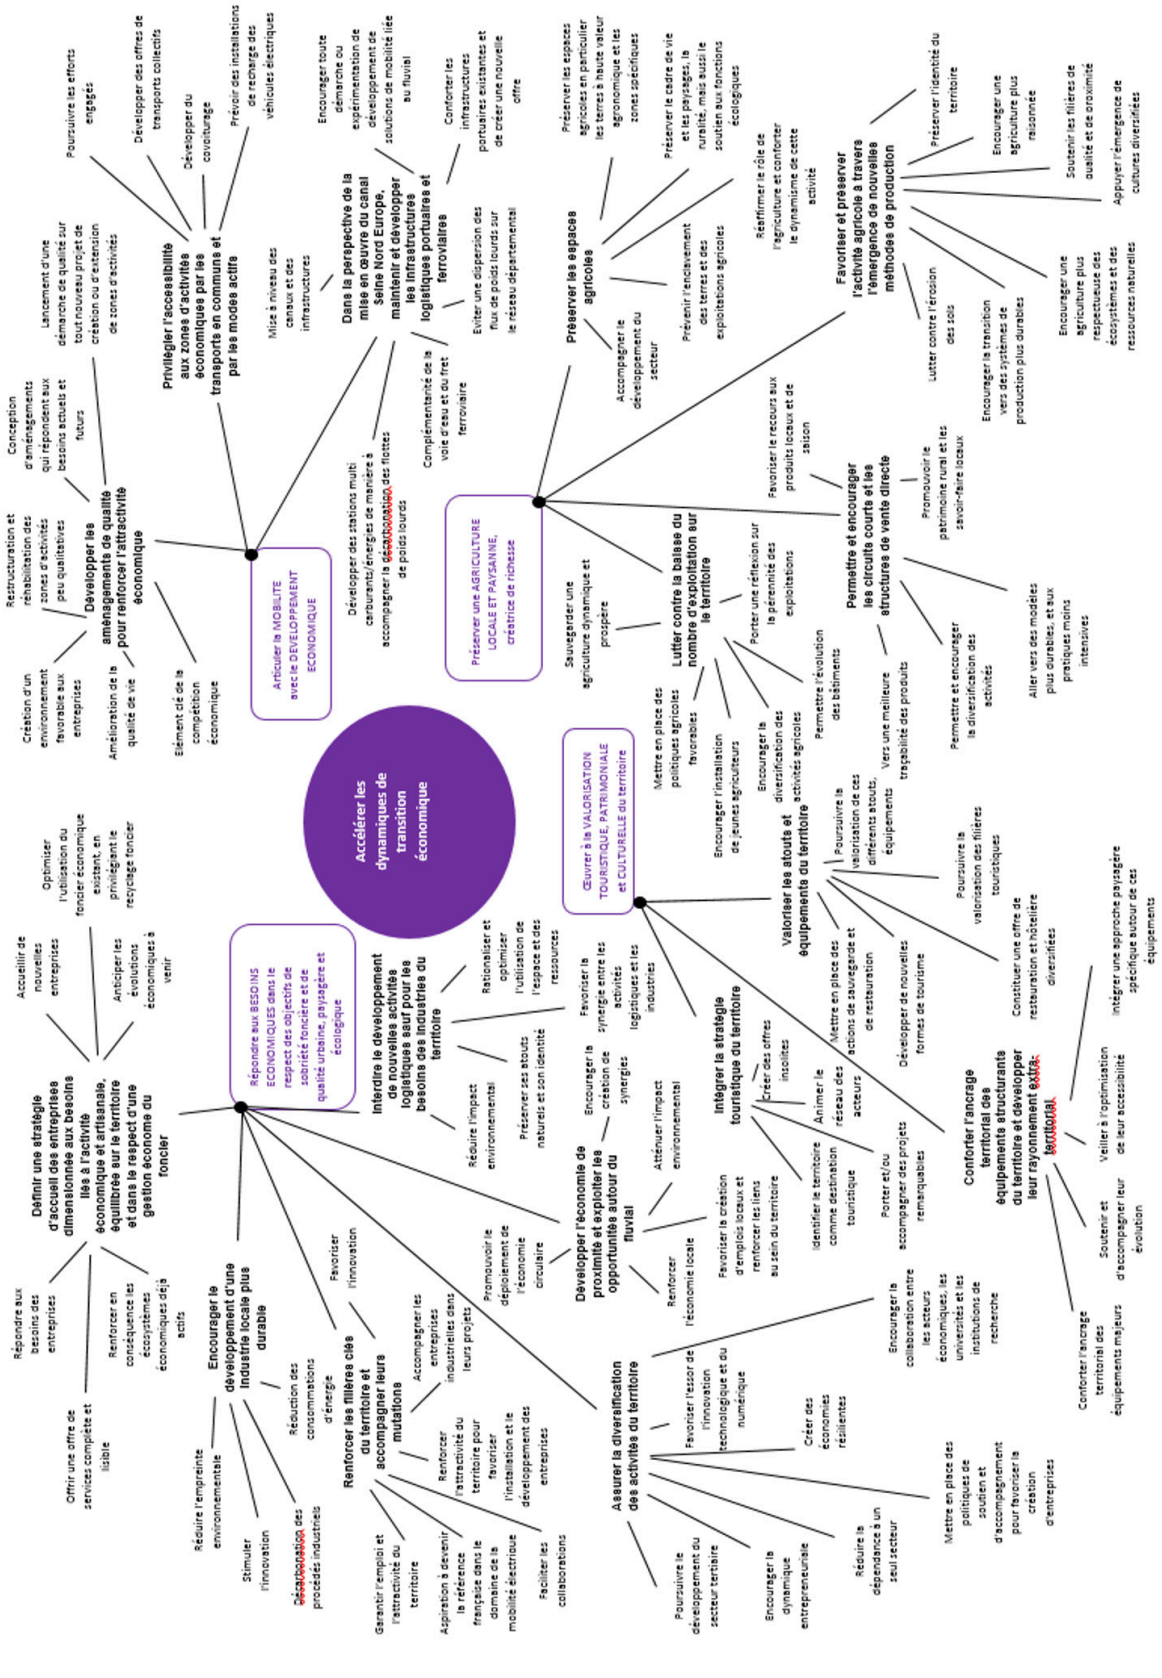 Accélérer les
dynamiques de
transition
économique
Répondre aux BESOINS
ECONOMIQUES dans le
respect des objectifs de
sobriété foncière et de
qualité urbaine, paysagère et
écologique
Définir une stratégie
d'accueil des entreprises
dimensionnée aux besoins
liés à l'activité
économique et artisanale,
équilibrée sur le territoire
et dans le respect d'une
gestion économe du
foncier
Répondre aux
besoins des
entreprises
Offrir une offre de
services complète et
lisible
Renforcer en
conséquence les
écosystèmes
économiques déjà
actifs
Accueillir de
nouvelles
entreprises
Optimiser
l'utilisation du
foncier économique
existant, en
privilégiant le
recyclage foncier
Anticiper les
évolutions
économiques à
venir
Encourager le
développement d'une
industrie locale plus
durable
Réduire l'empreinte
environnementale
Stimuler
l'innovation
Décarbonation des
procédés industriels
Réduction des
consommations
d'énergie
Renforcer les filières clés
du territoire et
accompagner leurs
mutations
Favoriser
l'innovation
Accompagner les
entreprises
industrielles dans
leurs projets
Renforcer
l'attractivité du
territoire pour
favoriser
l'installation et le
développement des
entreprises
Garantir l'emploi et
l'attractivité du
territoire
Aspiration à devenir
la référence
française dans le
domaine de la
mobilité électrique
Faciliter les
collaborations
Interdire le développement
de nouvelles activités
logistiques sauf pour les
besoins des industries du
territoire
Rationaliser et
optimiser
l'utilisation de
l'espace et des
ressources
Favoriser la
synergie entre les
activités
logistiques et les
industries
Préserver ses atouts
naturels et son identité
Réduire l'impact
environnemental
Développer l'économie de
proximité et exploiter les
opportunités autour du
fluvial
Encourager la
création de
synergies
Atténuer l'impact
environnemental
Favoriser la création
d'emplois locaux et
renforcer les liens
au sein du territoire
Renforcer
l'économie locale
Promouvoir le
déploiement de
l'économie
circulaire
Assurer la diversification
des activités du territoire
Encourager la
collaboration entre
les acteurs
économiques, les
universités et les
institutions de
recherche
Favoriser l'essor de
l'innovation
technologique et du
numérique
Créer des
économies
résilientes
Mettre en place des
politiques de
soutien et
d'accompagnement
pour favoriser la
création
d'entreprises
Réduire la
dépendance à un
seul secteur
Encourager la
dynamique
entrepreneuriale
Poursuivre le
développement du
secteur tertiaire
Articuler la MOBILITE
avec le DEVELOPPEMENT
ECONOMIQUE
Développer les
aménagements de qualité
pour renforcer l'attractivité
économique
Création d'un
environnement
favorable aux
entreprises
Restructuration et
réhabilitation des
zones d'activités
peu qualitatives
Conception
d'aménagements
qui répondent aux
besoins actuels et
futurs
Lancement d'une
démarche de qualité sur
tout nouveau projet de
création ou d'extension
de zones d'activités
Amélioration de la
qualité de vie
Elément clé de la
compétition
économique
Privilégier l'accessibilité
aux zones d'activités
économiques par les
transports en communs et
par les modes actifs
Poursuivre les efforts
engagés
Développer des offres de
transports collectifs
Développer du
covoiturage
Prévoir des installations
de recharge des
véhicules électriques
Dans la perspective de la
mise en œuvre du canal
Seine Nord Europe,
maintenir et développer
les infrastructures
logistiques portuaires et
ferroviaires
Mise à niveau des
canaux et des
infrastructures
Encourager toute
démarche ou
expérimentation de
développement de
solutions de mobilité liée
au fluvial
Conforter les
infrastructures
portuaires existantes et
de créer une nouvelle
offre
Eviter une dispersion des
flux de poids lourds sur
le réseau départemental
Complémentarité de la
voie d'eau et du fret
ferroviaire
Développer des stations multi
carburants/énergies de manière à
accompagner la décarbonation des flottes
de poids lourds
Préserver une AGRICULTURE
LOCALE ET PAYSANNE,
créatrice de richesse
Préserver les espaces
agricoles
Préserver les espaces
agricoles en particulier
les terres à haute valeur
agronomique et les
zones spécifiques
Préserver le cadre de vie
et les paysages, la
ruralité, mais aussi le
soutien aux fonctions
écologiques
Réaffirmer le rôle de
l'agriculture et conforter
le dynamisme de cette
activité
Prévenir l'enclavement
des terres et des
exploitations agricoles
Accompagner le
développement du
secteur
Favoriser et préserver
l'activité agricole à travers
l'émergence de nouvelles
méthodes de production
Préserver l'identité du
territoire
Encourager une
agriculture plus
raisonnée
Soutenir les filières de
qualité et de proximité
Appuyer l'émergence de
cultures diversifiées
Encourager une
agriculture plus
respectueuse des
écosystèmes et des
ressources naturelles
Encourager la transition
vers des systèmes de
production plus durables
Lutter contre l'érosion
des sols
Permettre et encourager
les circuits courts et les
structures de vente directe
Favoriser le recours aux
produits locaux et de
saison
Promouvoir le
patrimoine rural et les
savoir-faire locaux
Aller vers des modèles
plus durables, et aux
pratiques moins
intensives
Permettre et encourager
la diversification des
activités
Vers une meilleure
traçabilité des produits
Lutter contre la baisse du
nombre d'exploitation sur
le territoire
Sauvegarder une
agriculture dynamique et
prospère
Porter une réflexion sur
la pérennité des
exploitations
Permettre l'évolution
des bâtiments
Encourager la
diversification des
activités agricoles
Encourager l'installation
de jeunes agriculteurs
Mettre en place des
politiques agricoles
favorables
Œuvrer à la VALORISATION
TOURISTIQUE, PATRIMONIALE
et CULTURELLE du territoire
Valoriser les atouts et
équipements du territoire
Poursuivre la
valorisation de ces
différents atouts,
équipements
Poursuivre la
valorisation des filières
touristiques
Constituer une offre de
restauration et hôtelière
diversifiées
Développer de nouvelles
formes de tourisme
Mettre en place des
actions de sauvegarde et
de restauration
Intégrer la stratégie
touristique du territoire
Créer des offres
insolites
Animer le
réseau des
acteurs
Porter et/ou
accompagner des projets
remarquables
Identifier le territoire
comme destination
touristique
Conforter l'ancrage
territorial des
équipements structurants
du territoire et développer
leur rayonnement extra-
territorial
Intégrer une approche paysagère
spécifique autour de ces
équipements
Veiller à l'optimisation
de leur accessibilité
Soutenir et
d'accompagner leur
évolution
Conforter l'ancrage
territorial des
équipements majeurs